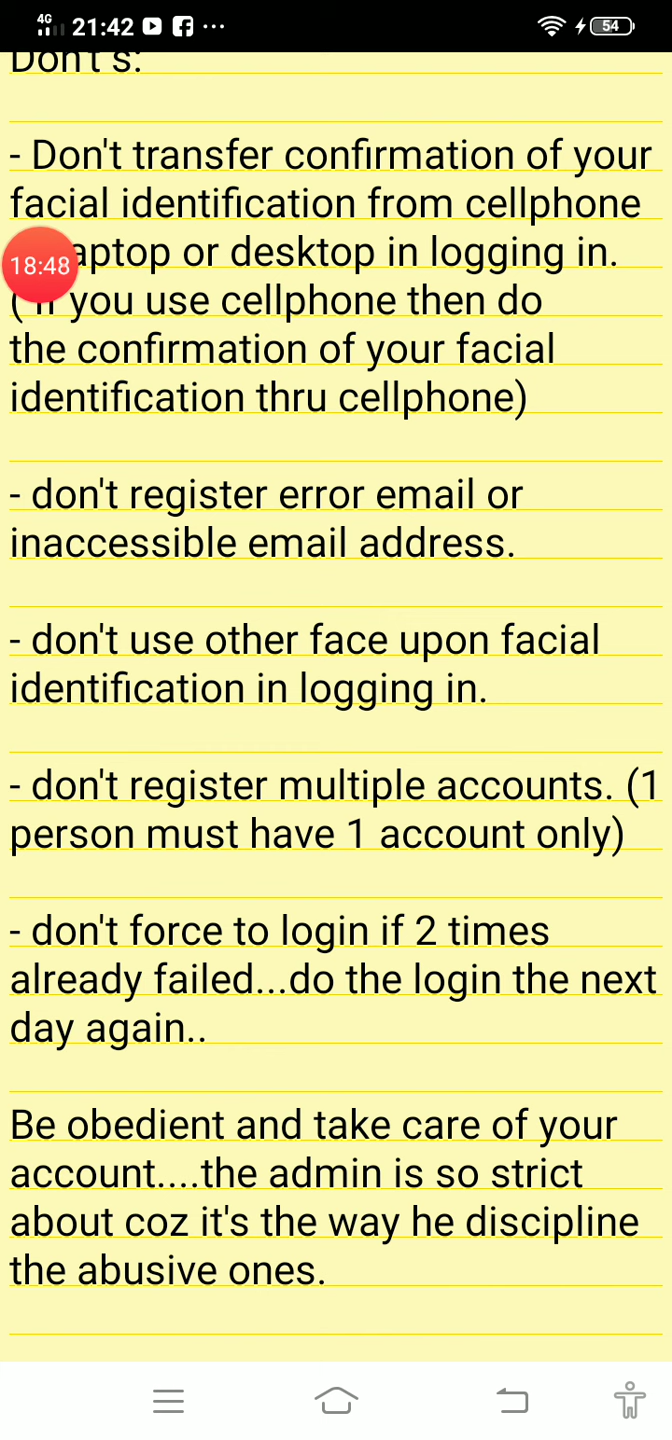 4G 21:42 54
Don't s:
- Don't transfer confirmation of your
facial identification from cellphone
18:48 aptop or desktop in logging in.
( If you use cellphone then do
the confirmation of your facial
identification thru cellphone)
- don't register error email or
inaccessible email address.
- don't use other face upon facial
identification in logging in.
- don't register multiple accounts. (1
person must have 1 account only)
- don't force to login if 2 times
already failed...do the login the next
day again..
Be obedient and take care of your
account....the admin is so strict
about coz it's the way he discipline
the abusive ones.